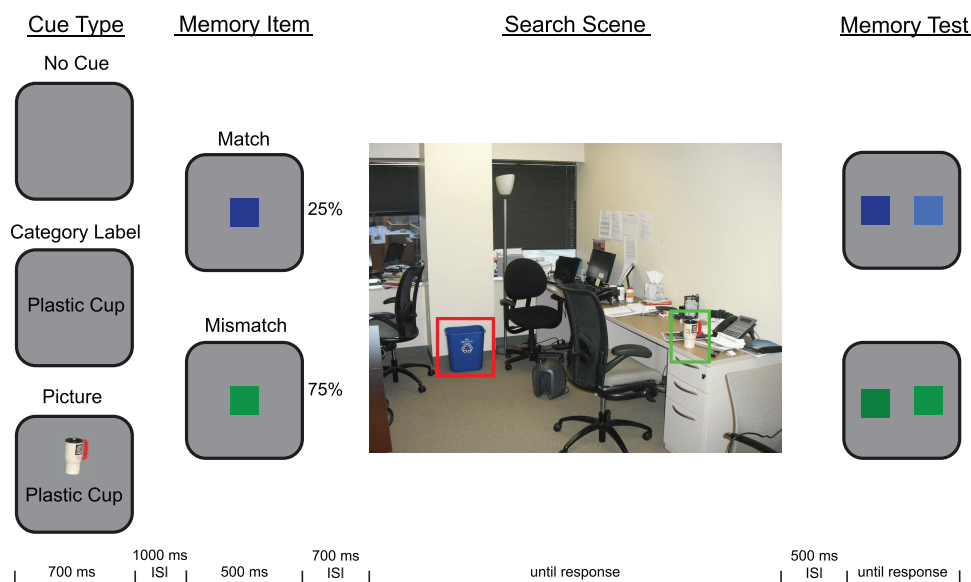 Cue Type
Memory Item
Search Scene
Memory Test
No Cue
Match
25%
Category Label
Plastic Cup
Mismatch
75%
Picture
Plastic Cup
1000 ms
700 ms
500 ms
700 ms
ISI
500 ms
ISI
until response
ISI
until response